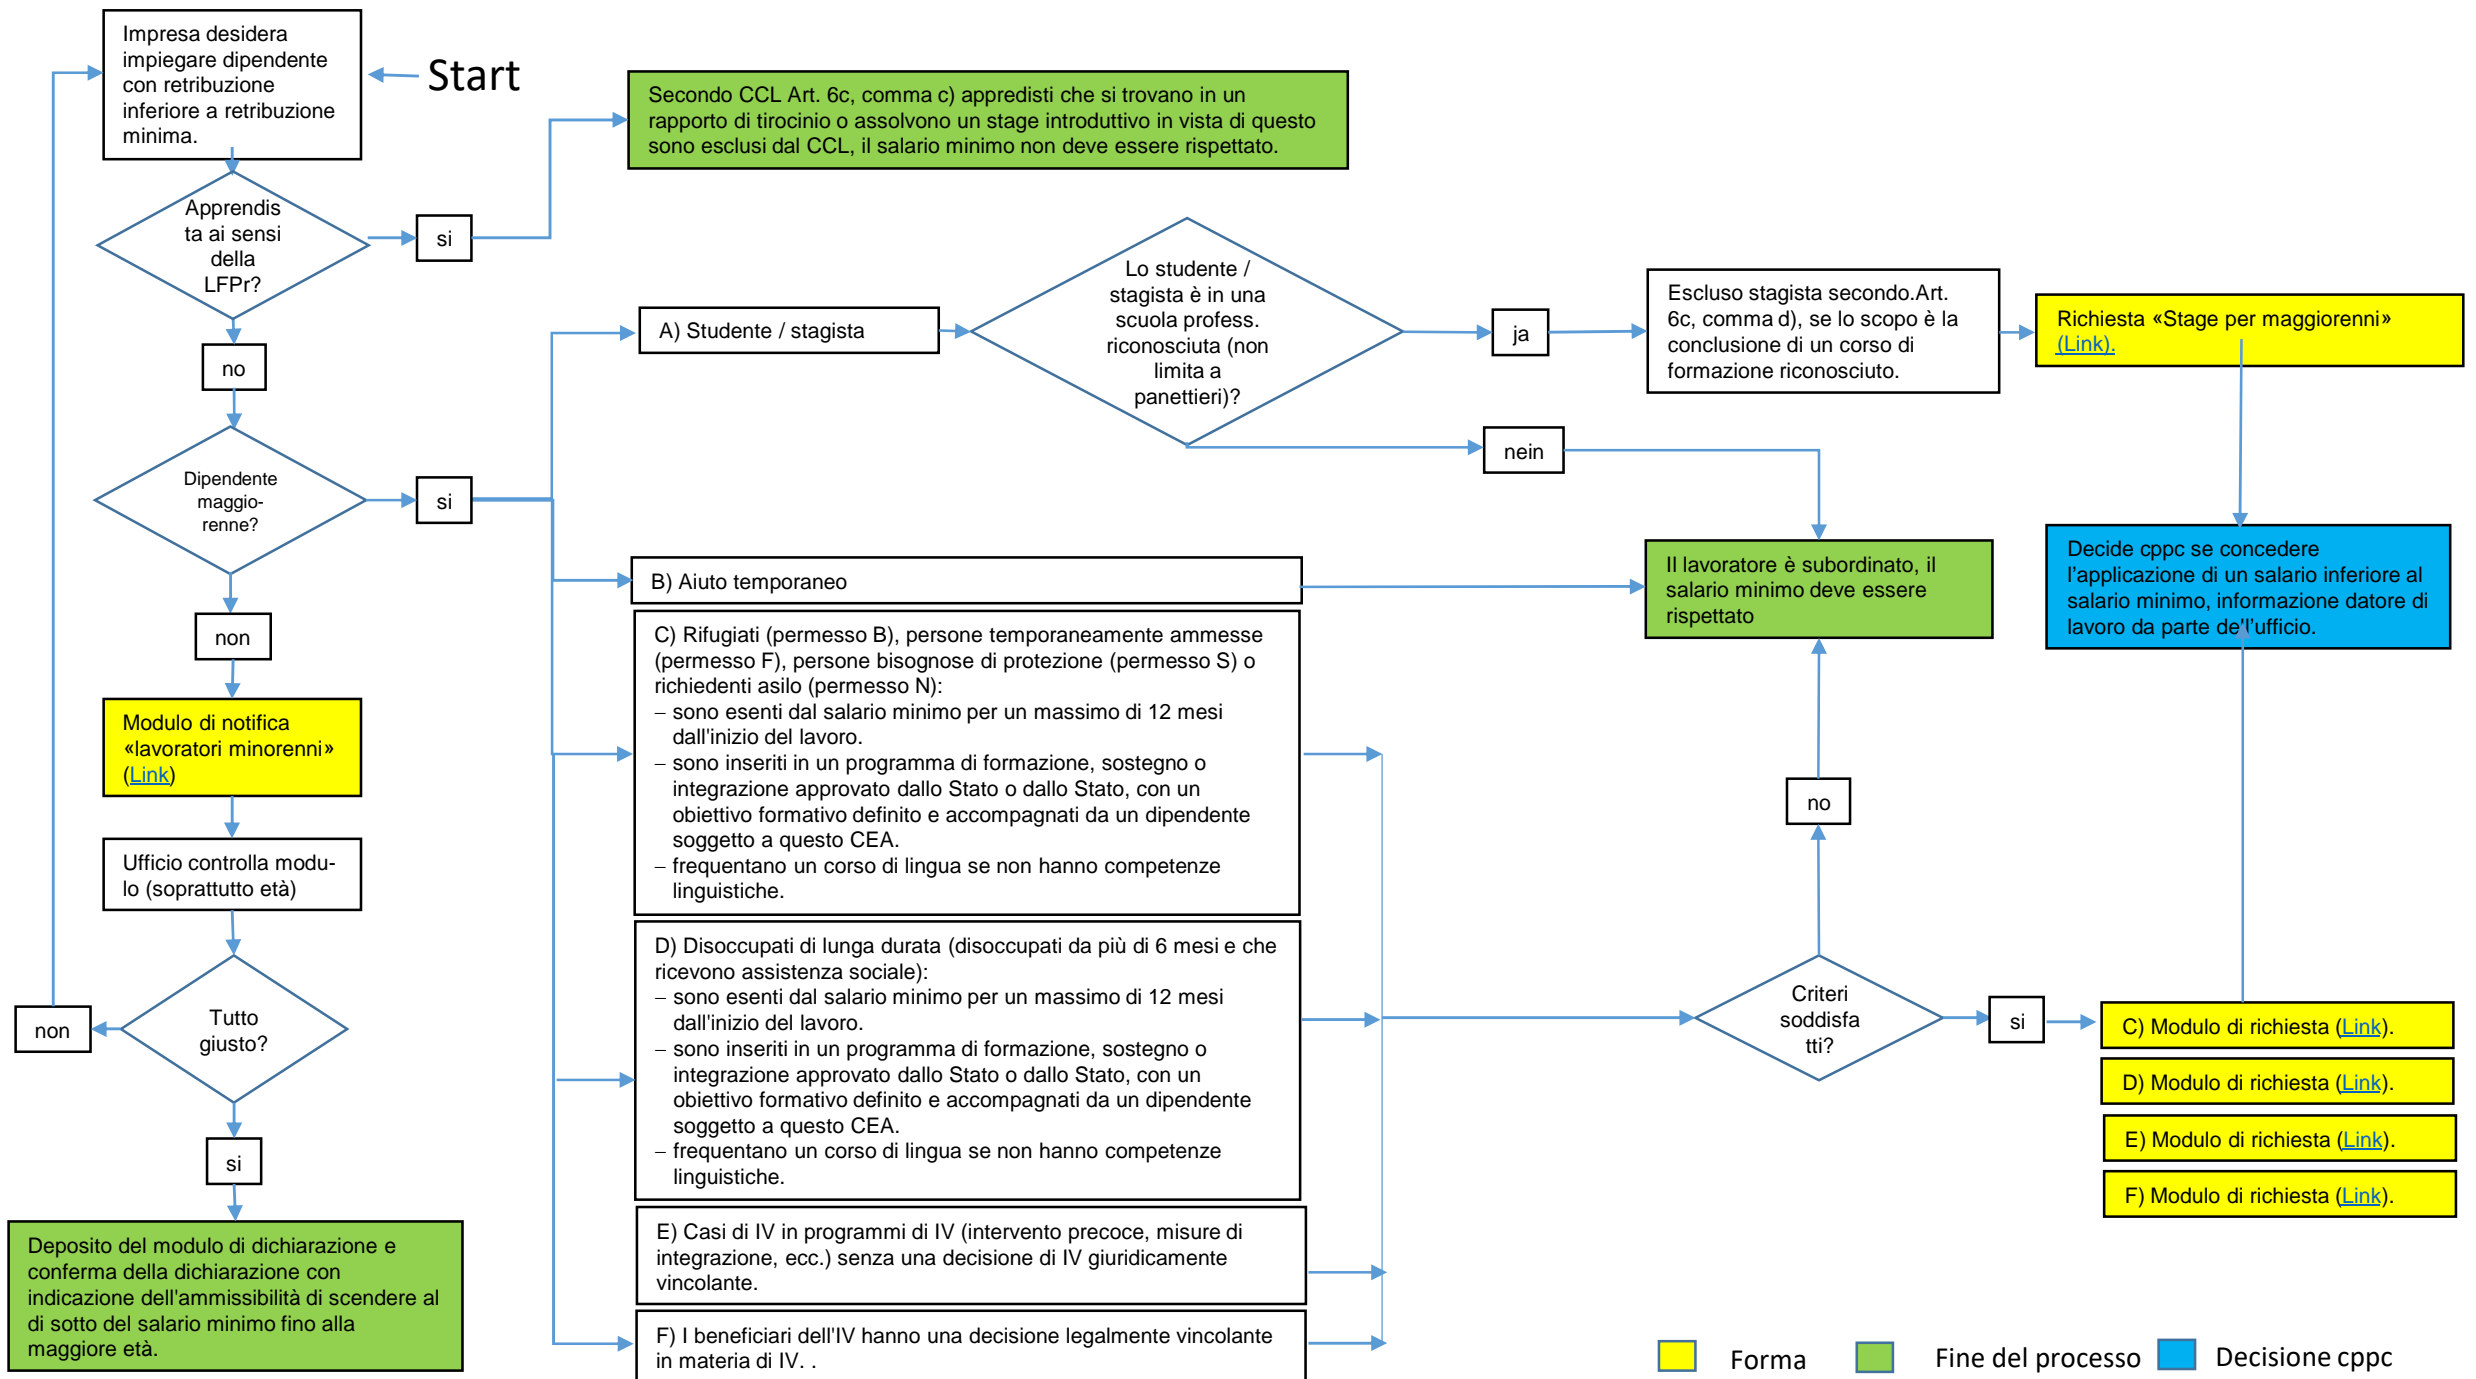 Impresa desidera
impiegare dipendente
con retribuzione
inferiore a retribuzione
minima.
Start
Secondo CCL Art. 6c, comma c) appredisti che si trovano in un
rapporto di tirocinio o assolvono un stage introduttivo in vista di questo
sono esclusi dal CCL, il salario minimo non deve essere rispettato.
Apprendis
ta ai sensi
della
LFPr?
si
no
A) Studente / stagista
Lo studente /
stagista è in una
scuola profess.
riconosciuta (non
limita a
panettieri)?
ja
Escluso stagista secondo.Art.
6c, comma d), se lo scopo è la
conclusione di un corso di
formazione riconosciuto.
Richiesta «Stage per maggiorenni»
(Link).
nein
Dipendente
maggio-
renne?
si
non
B) Aiuto temporaneo
Il lavoratore è subordinato, il
salario minimo deve essere
rispettato
Decide cppc se concedere
l'applicazione di un salario inferiore al
salario minimo, informazione datore di
lavoro da parte dell'ufficio.
C) Rifugiati (permesso B), persone temporaneamente ammesse
(permesso F), persone bisognose di protezione (permesso S) o
richiedenti asilo (permesso N):
− sono esenti dal salario minimo per un massimo di 12 mesi
dall'inizio del lavoro.
− sono inseriti in un programma di formazione, sostegno o
integrazione approvato dallo Stato o dallo Stato, con un
obiettivo formativo definito e accompagnati da un dipendente
soggetto a questo CEA.
− frequentano un corso di lingua se non hanno competenze
linguistiche.
Modulo di notifica
«lavoratori minorenni»
(Link)
Ufficio controlla modu-
lo (soprattutto età)
Tutto
giusto?
non
si
Deposito del modulo di dichiarazione e
conferma della dichiarazione con
indicazione dell'ammissibilità di scendere al
di sotto del salario minimo fino alla
maggiore età.
D) Disoccupati di lunga durata (disoccupati da più di 6 mesi e che
ricevono assistenza sociale):
− sono esenti dal salario minimo per un massimo di 12 mesi
dall'inizio del lavoro.
− sono inseriti in un programma di formazione, sostegno o
integrazione approvato dallo Stato o dallo Stato, con un
obiettivo formativo definito e accompagnati da un dipendente
soggetto a questo CEA.
− frequentano un corso di lingua se non hanno competenze
linguistiche.
E) Casi di IV in programmi di IV (intervento precoce, misure di
integrazione, ecc.) senza una decisione di IV giuridicamente
vincolante.
F) I beneficiari dell'IV hanno una decisione legalmente vincolante
in materia di IV. .
no
Criteri
soddisfa
tti?
si
C) Modulo di richiesta (Link).
D) Modulo di richiesta (Link).
E) Modulo di richiesta (Link).
F) Modulo di richiesta (Link).
Forma
Fine del processo
Decisione cppc